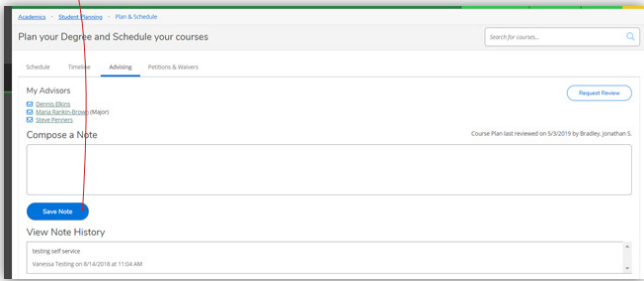 Academics · Student Planning · Plan & Schedule
Plan your Degree and Schedule your courses
Search for courses...
Schedule Timeline Advising Petitions & Waivers
My Advisors
Request Review
Dennis Elkins
Maria Rankin-Brown (Major)
Steve Penners
Compose a Note
Course Plan last reviewed on 5/3/2019 by Bradley, Jonathan S.
Save Note
View Note History
testing self service
Vanessa Testing on 8/14/2018 at 11:04 AM